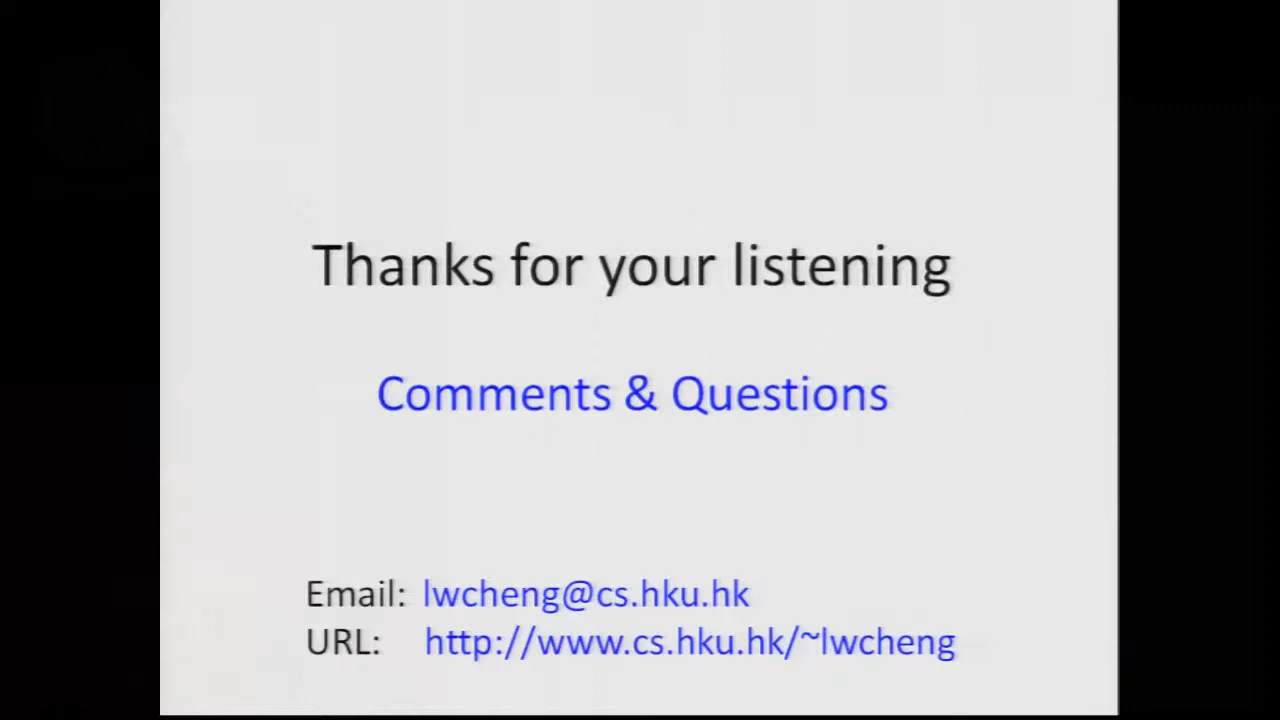 Thanks for your listening
Comments & Questions
Email: lwcheng@cs.hku.hk
URL: http://www.cs.hku.hk/~lwcheng